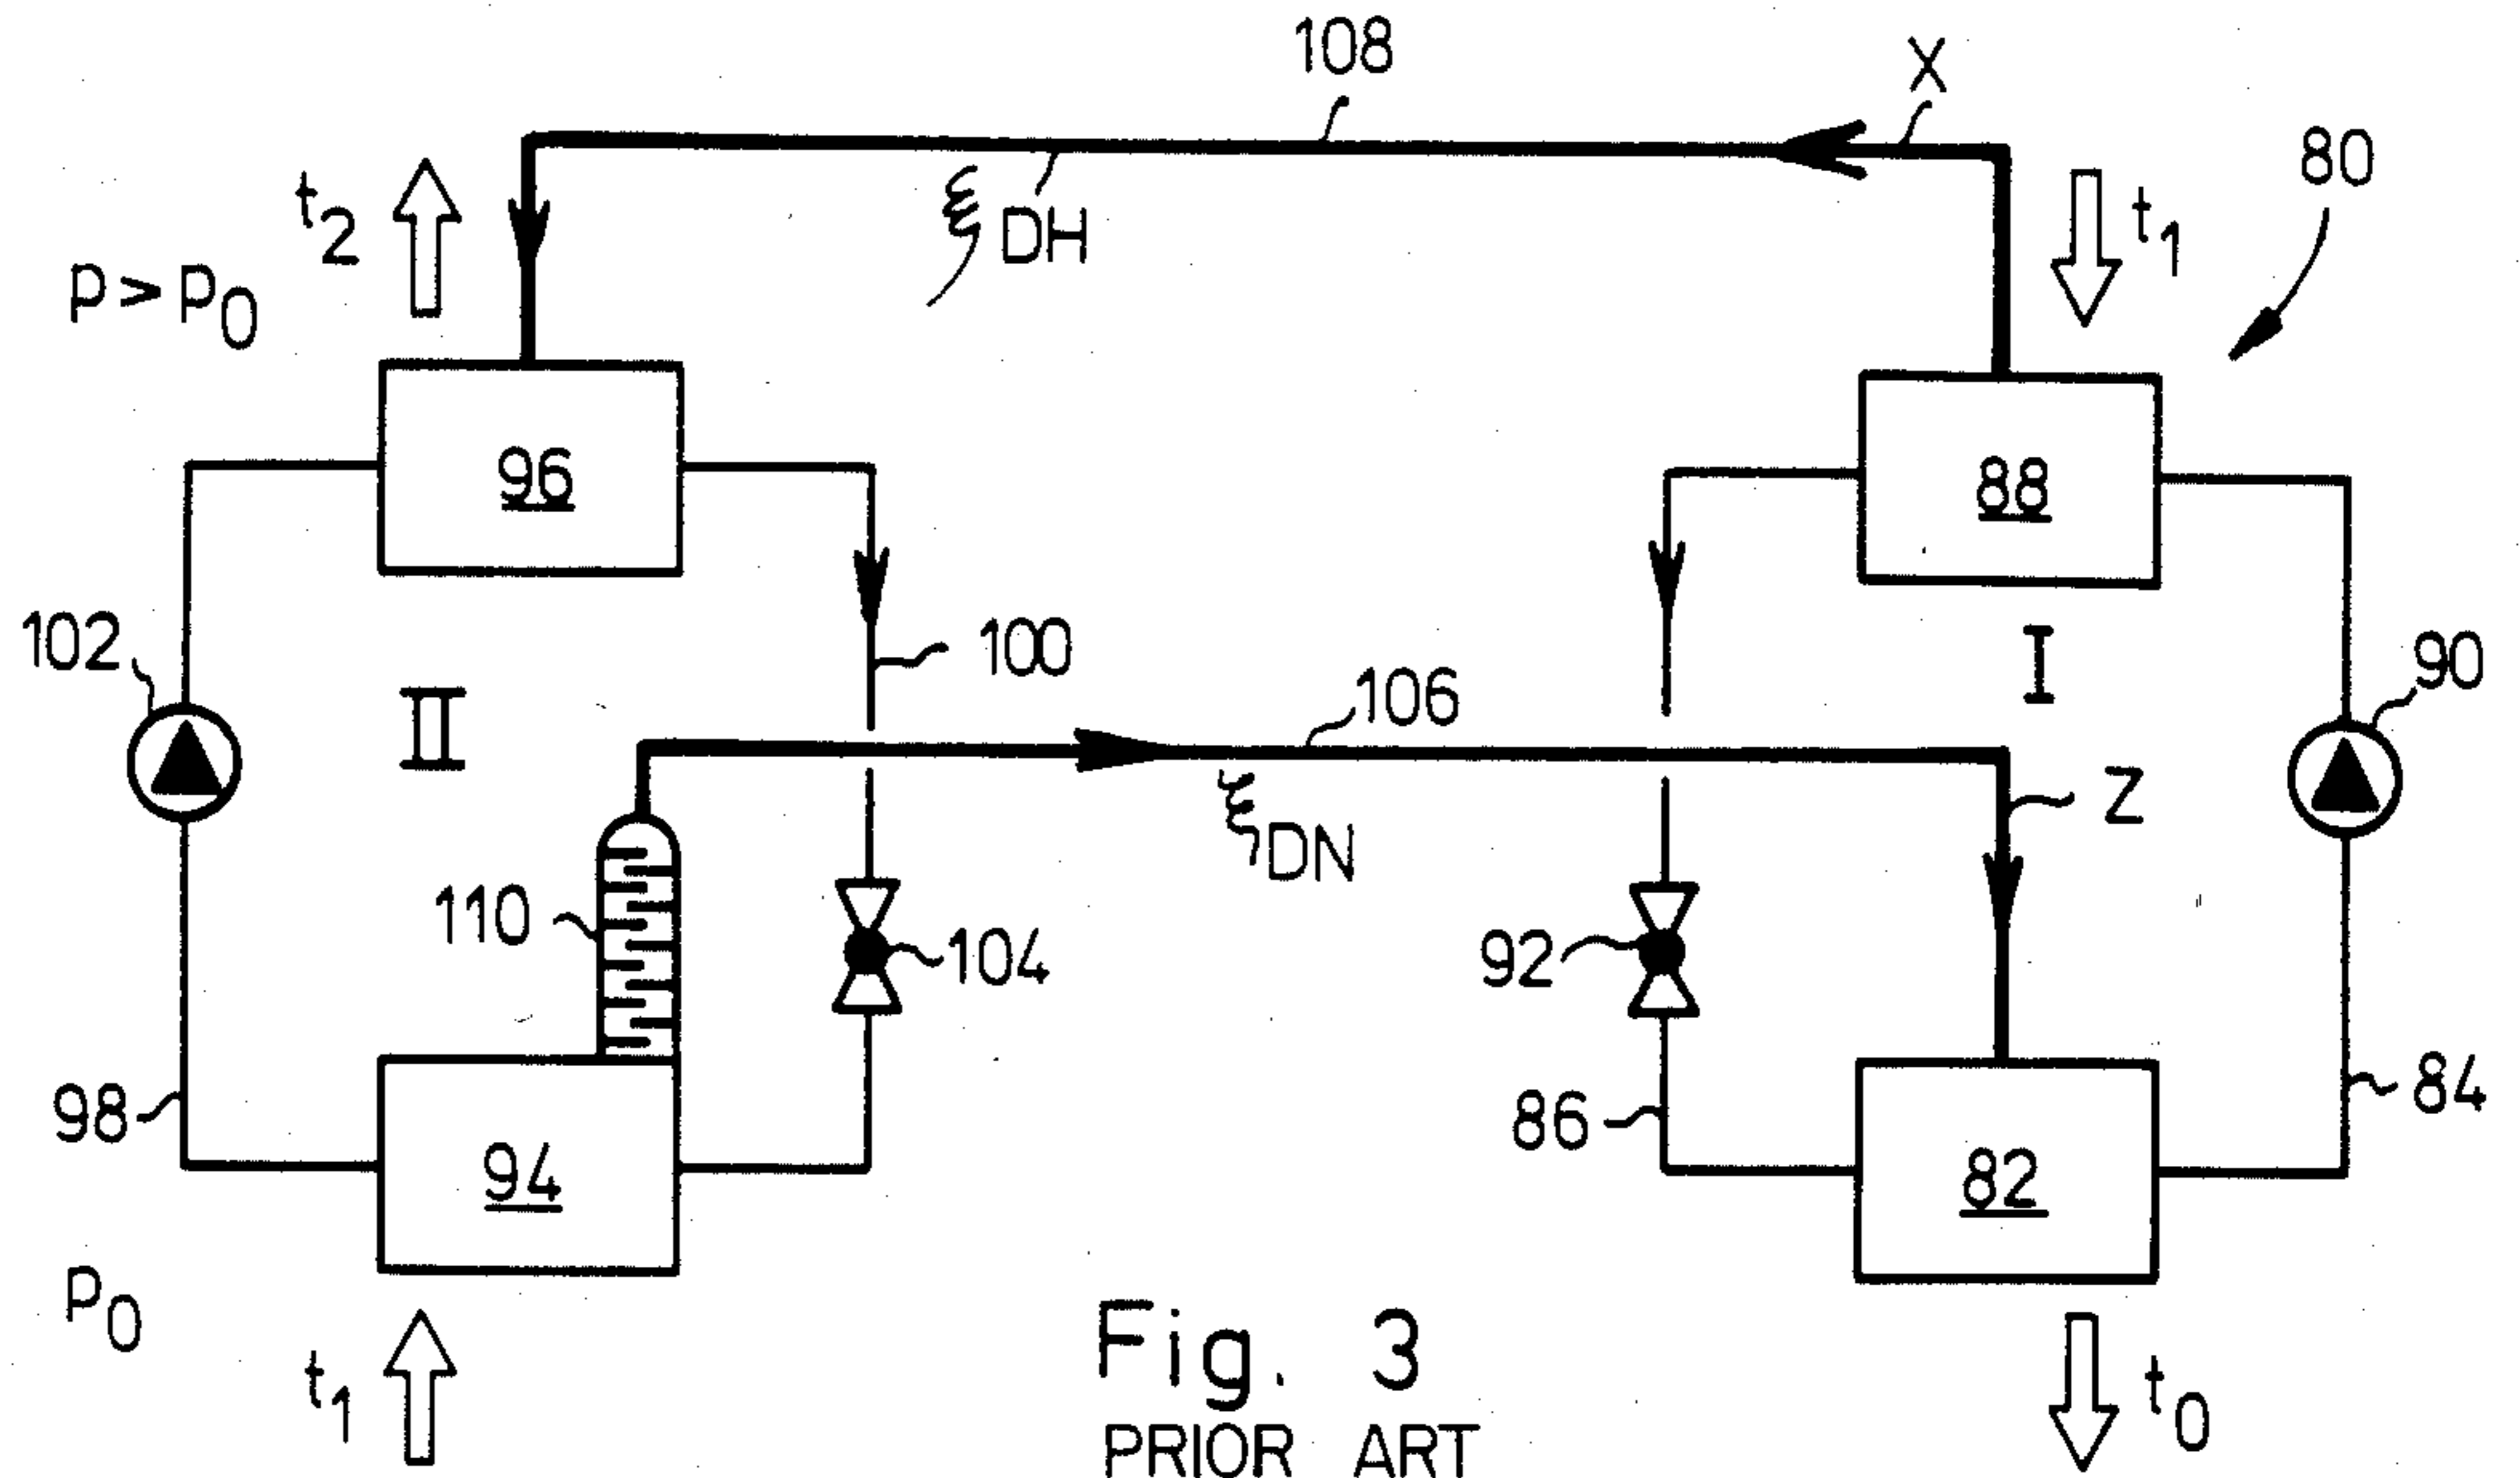 108
X
80
t2
ξDH
t1
P > P0
96
88
102
100
I
II
106
90
Z
ξDN
110
104
92
98
86
84
94
82
P0
t1
t0
Fig. 3
PRIOR ART